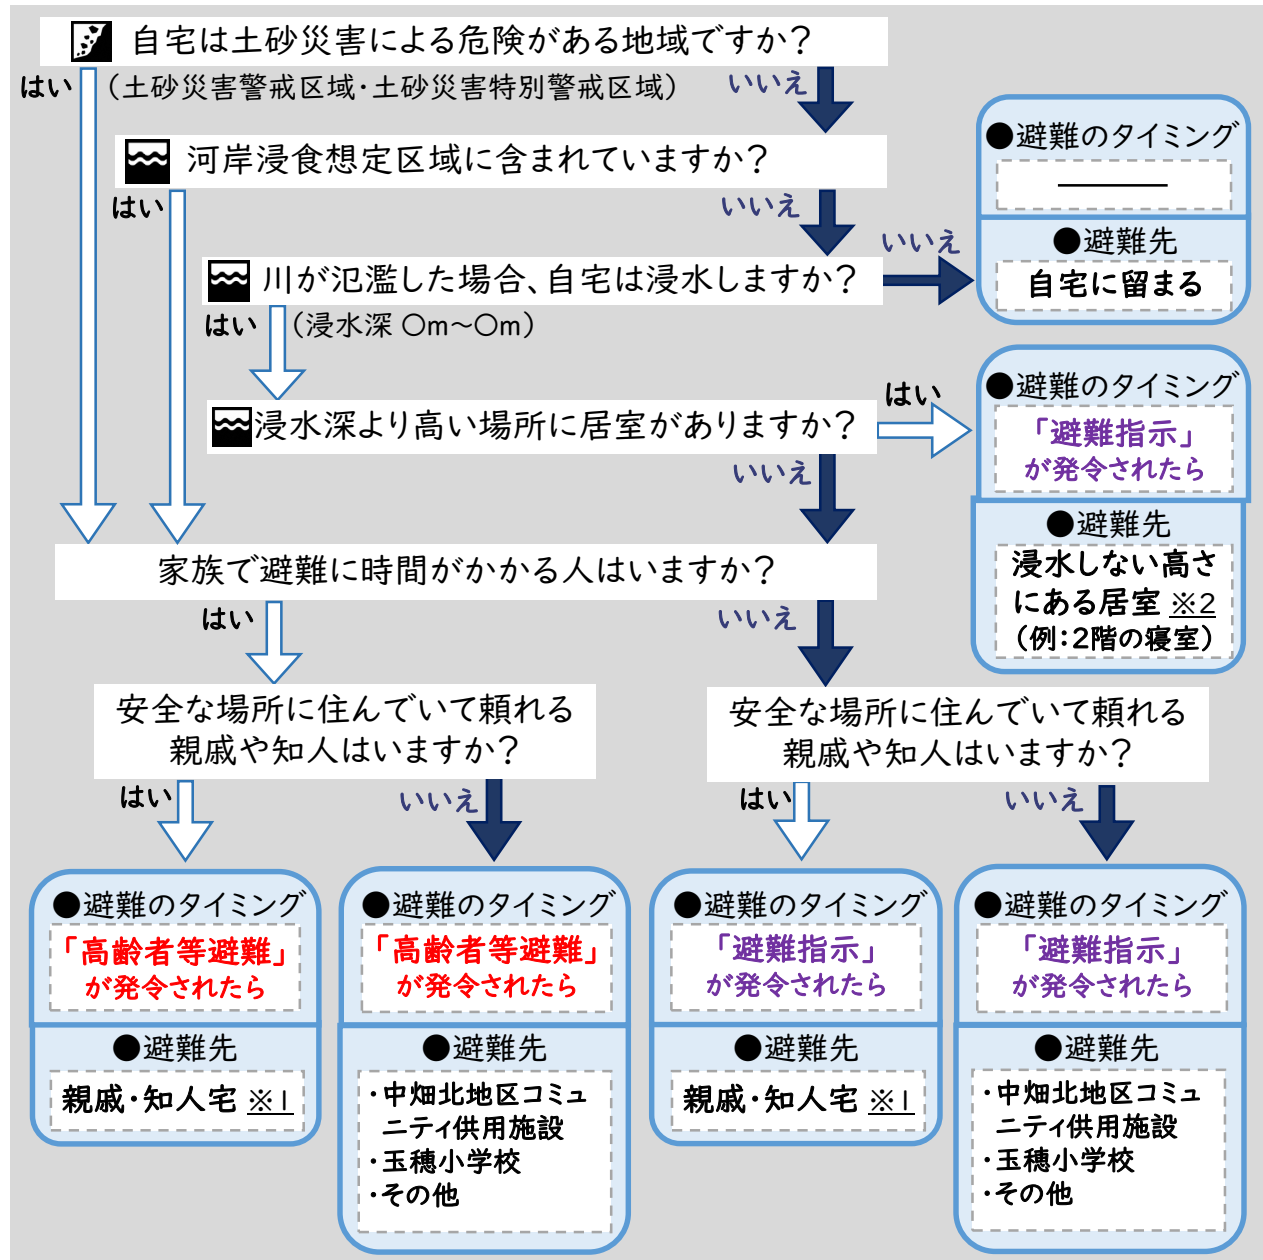 自宅は土砂災害による危険がある地域ですか？
はい
（土砂災害警戒区域・土砂災害特別警戒区域）
いいえ
河岸浸食想定区域に含まれていますか？
はい
いいえ
川が氾濫した場合、自宅は浸水しますか？
いいえ
はい
（浸水深 〇m～〇m）
●避難のタイミング
―――
●避難先
自宅に留まる
浸水深より高い場所に居室がありますか？
はい
いいえ
●避難のタイミング
「避難指示」
が発令されたら
●避難先
浸水しない高さ
にある居室 ※2
（例：2階の寝室）
家族で避難に時間がかかる人はいますか？
はい
いいえ
安全な場所に住んでいて頼れる
親戚や知人はいますか？
はい
いいえ
安全な場所に住んでいて頼れる
親戚や知人はいますか？
はい
いいえ
●避難のタイミング
「高齢者等避難」
が発令されたら
●避難先
親戚・知人宅 ※1
●避難のタイミング
「高齢者等避難」
が発令されたら
●避難先
・中畑北地区コミュ
ニティ供用施設
・玉穂小学校
・その他
●避難のタイミング
「避難指示」
が発令されたら
●避難先
親戚・知人宅 ※1
●避難のタイミング
「避難指示」
が発令されたら
●避難先
・中畑北地区コミュ
ニティ供用施設
・玉穂小学校
・その他